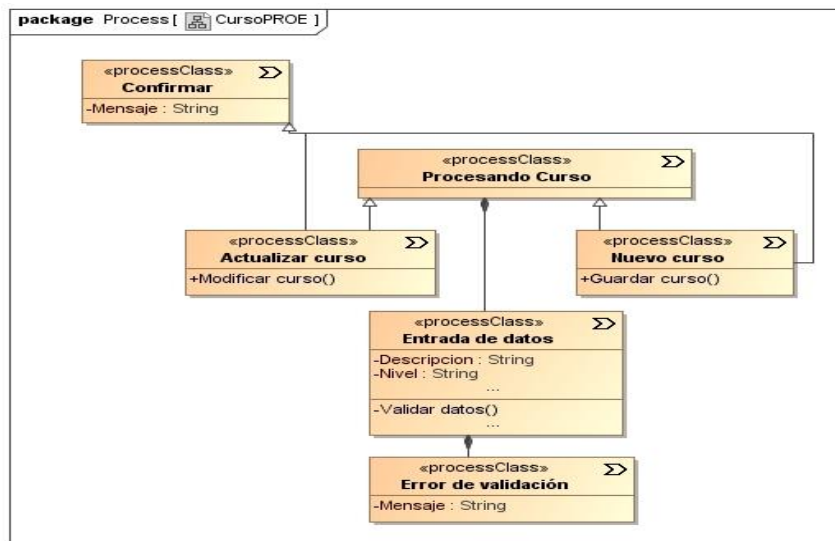 package Process [ CursoPROE ]
«processClass»
Confirmar
-Mensaje : String
«processClass»
Procesando Curso
«processClass»
Actualizar curso
+Modificar curso()
«processClass»
Nuevo curso
+Guardar curso()
«processClass»
Entrada de datos
-Descripcion : String
-Nivel : String
...
-Validar datos()
...
«processClass»
Error de validación
-Mensaje : String